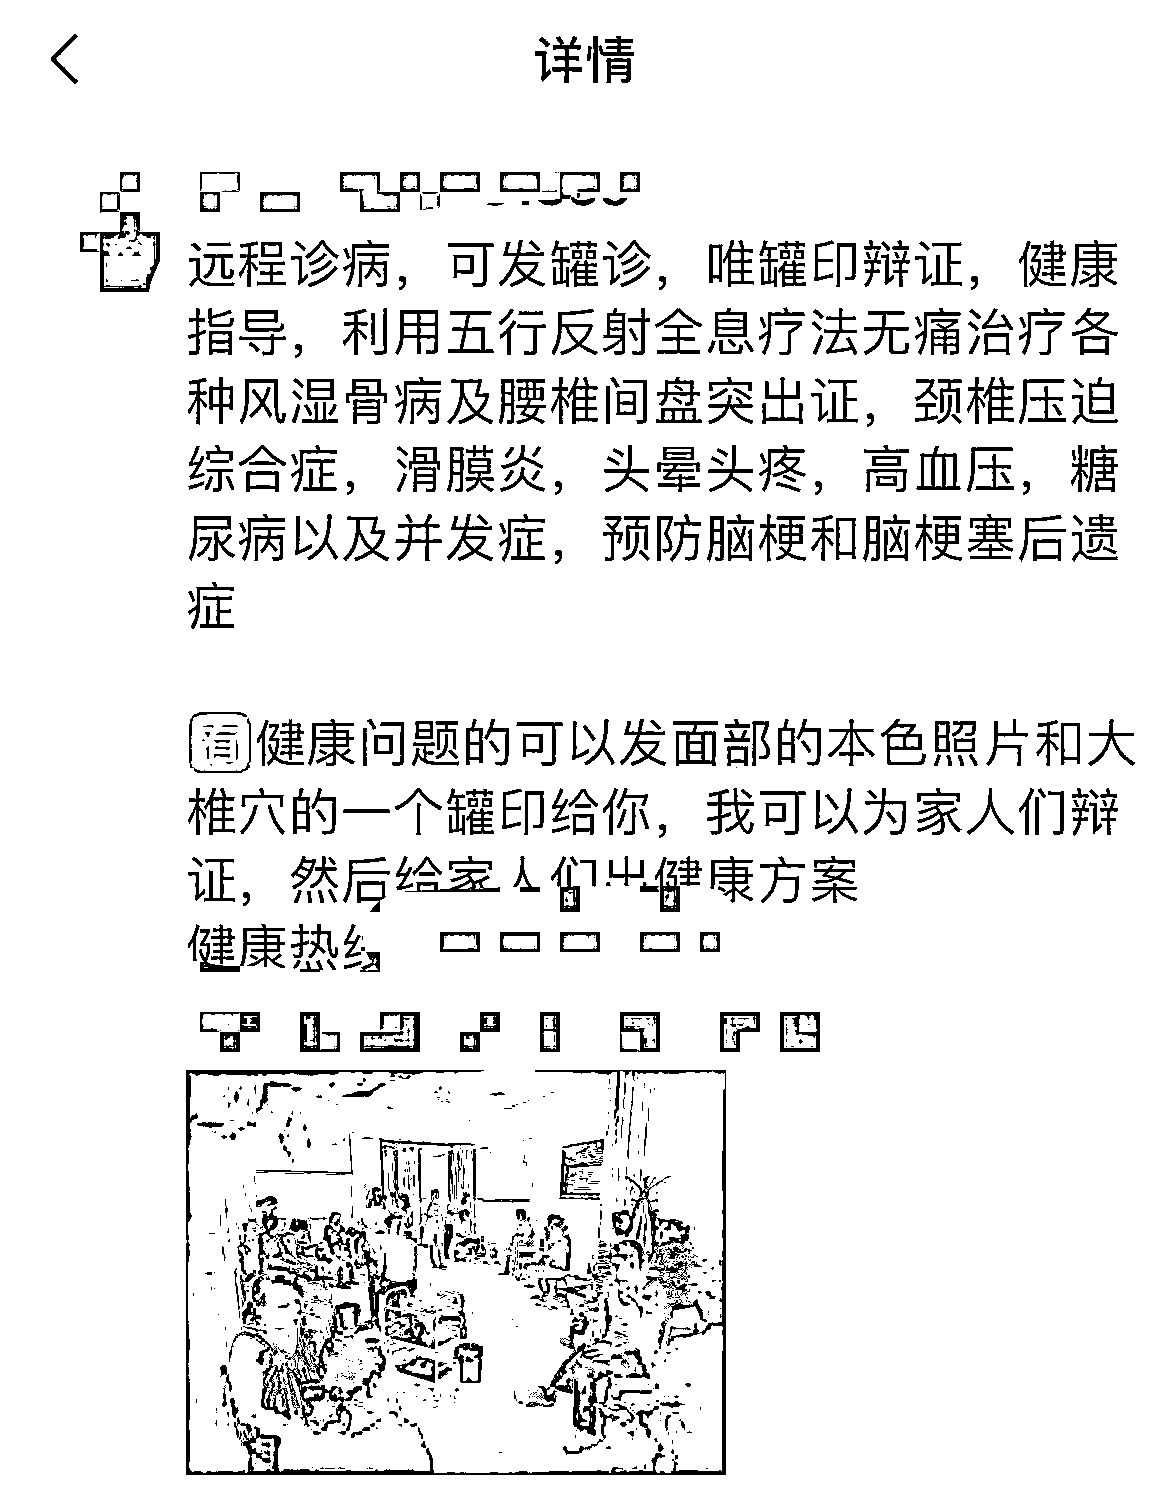 详情
远程诊病，可发罐诊，唯罐印辩证，健康
指导，利用五行反射全息疗法无痛治疗各
种风湿骨病及腰椎间盘突出证，颈椎压迫
综合症，滑膜炎，头晕头疼，高血压，糖
尿病以及并发症，预防脑梗和脑梗塞后遗
症
有健康问题的可以发面部的本色照片和大
椎穴的一个罐印给你，我可以为家人们辩
证，然后给家人们出健康方案
健康热线